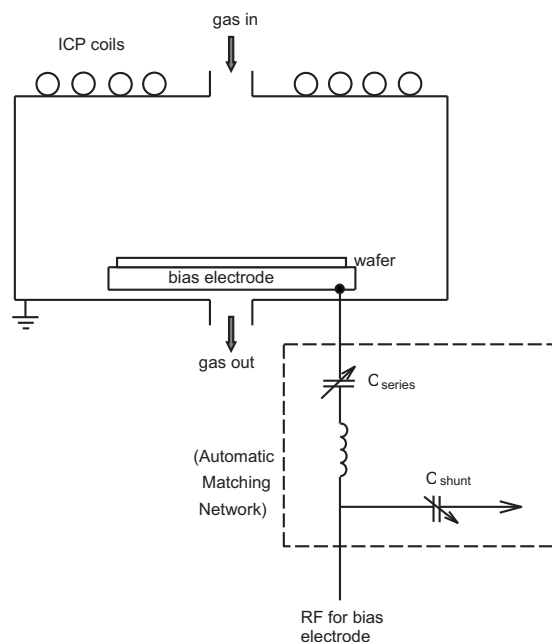 gas in
ICP coils
wafer
bias electrode
gas out
C series
(Automatic
Matching
Network)
C shunt
RF for bias
electrode